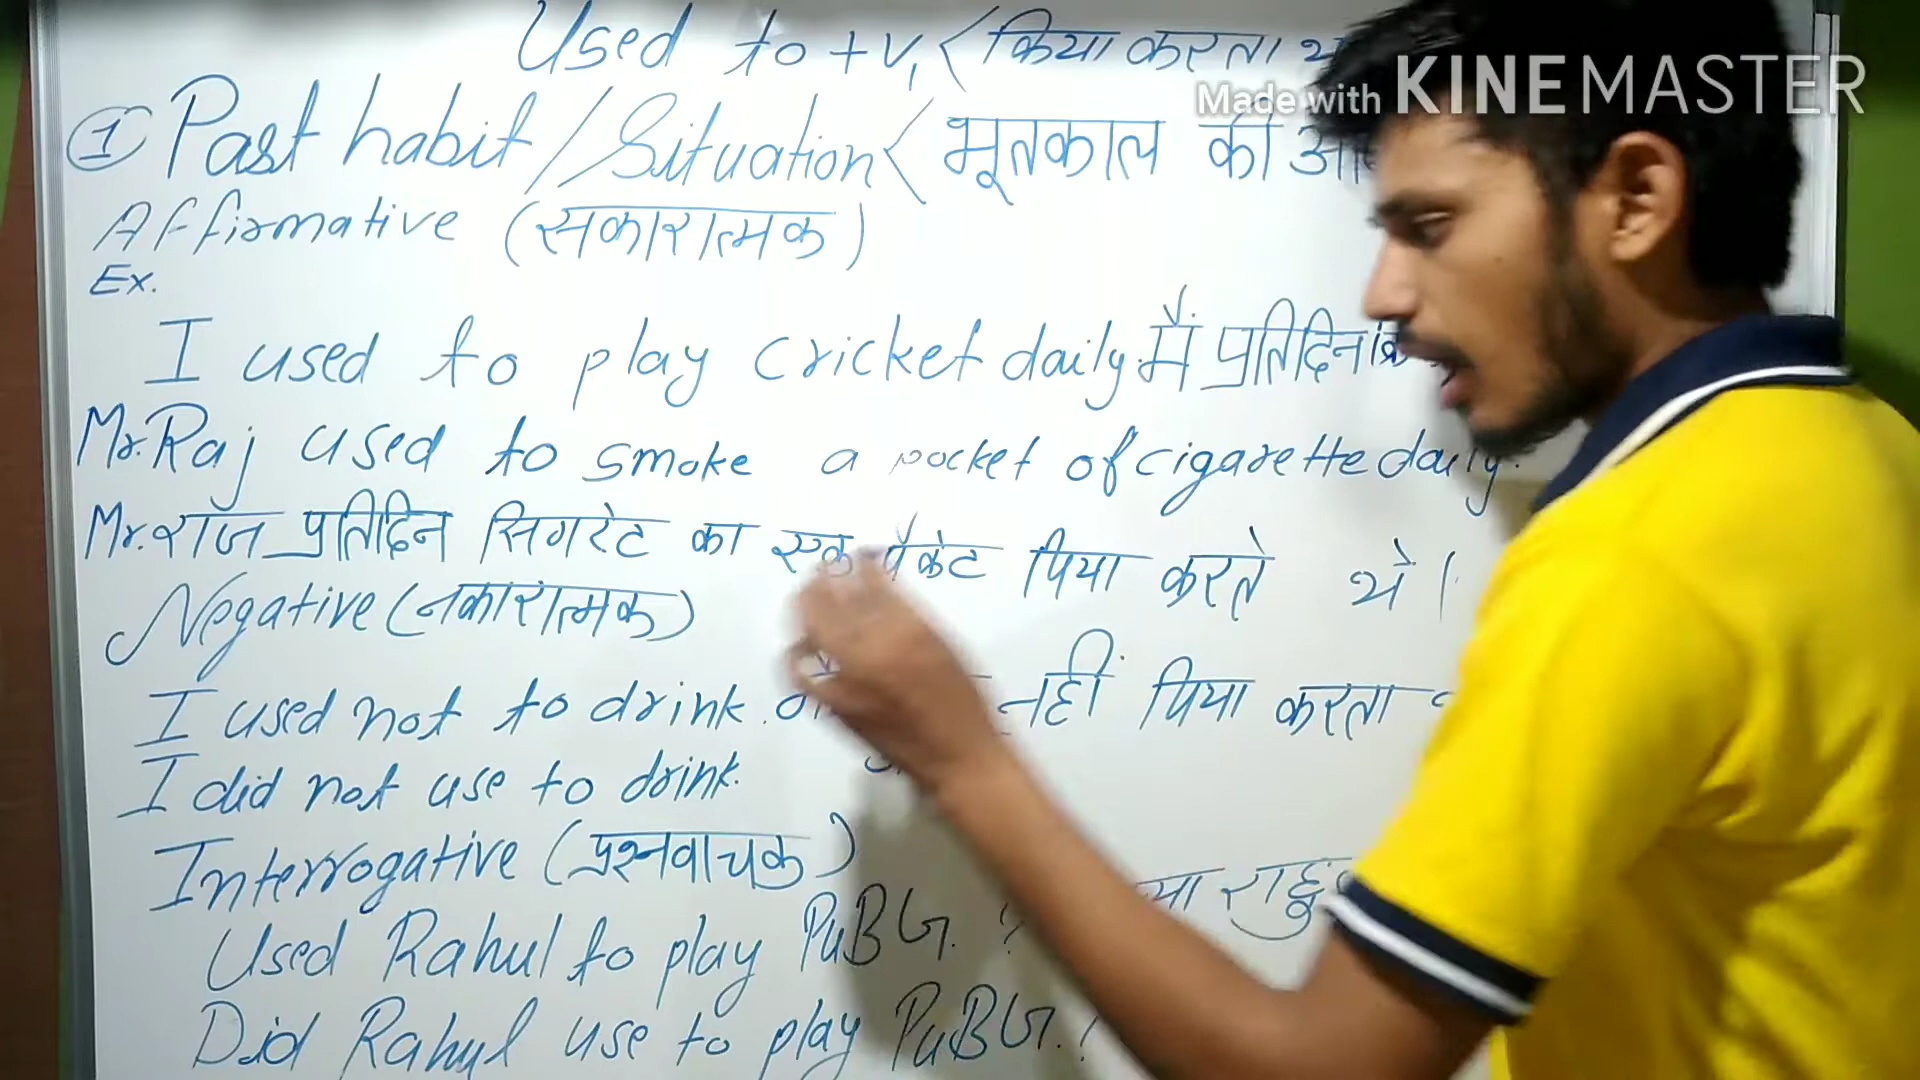 Used to + V₁ (किया करता
Made with KINEMASTER
① Past habit / Situation ( भूतकाल की
Affirmative (सकारात्मक)
Ex.
I used to play cricket daily. मैं प्रतिदिन
Mr. Raj used to smoke a pocket of cigarette daily.
Mr. राज प्रतिदिन सिगरेट का एक पैकेट पिया करते थे।
Negative (नकारात्मक)
I used not to drink. नहीं पिया करता
I did not use to drink.
Interrogative (प्रश्नवाचक)
Used Rahul to play PUBG. ?
Did Rahul use to play PUBG. ?